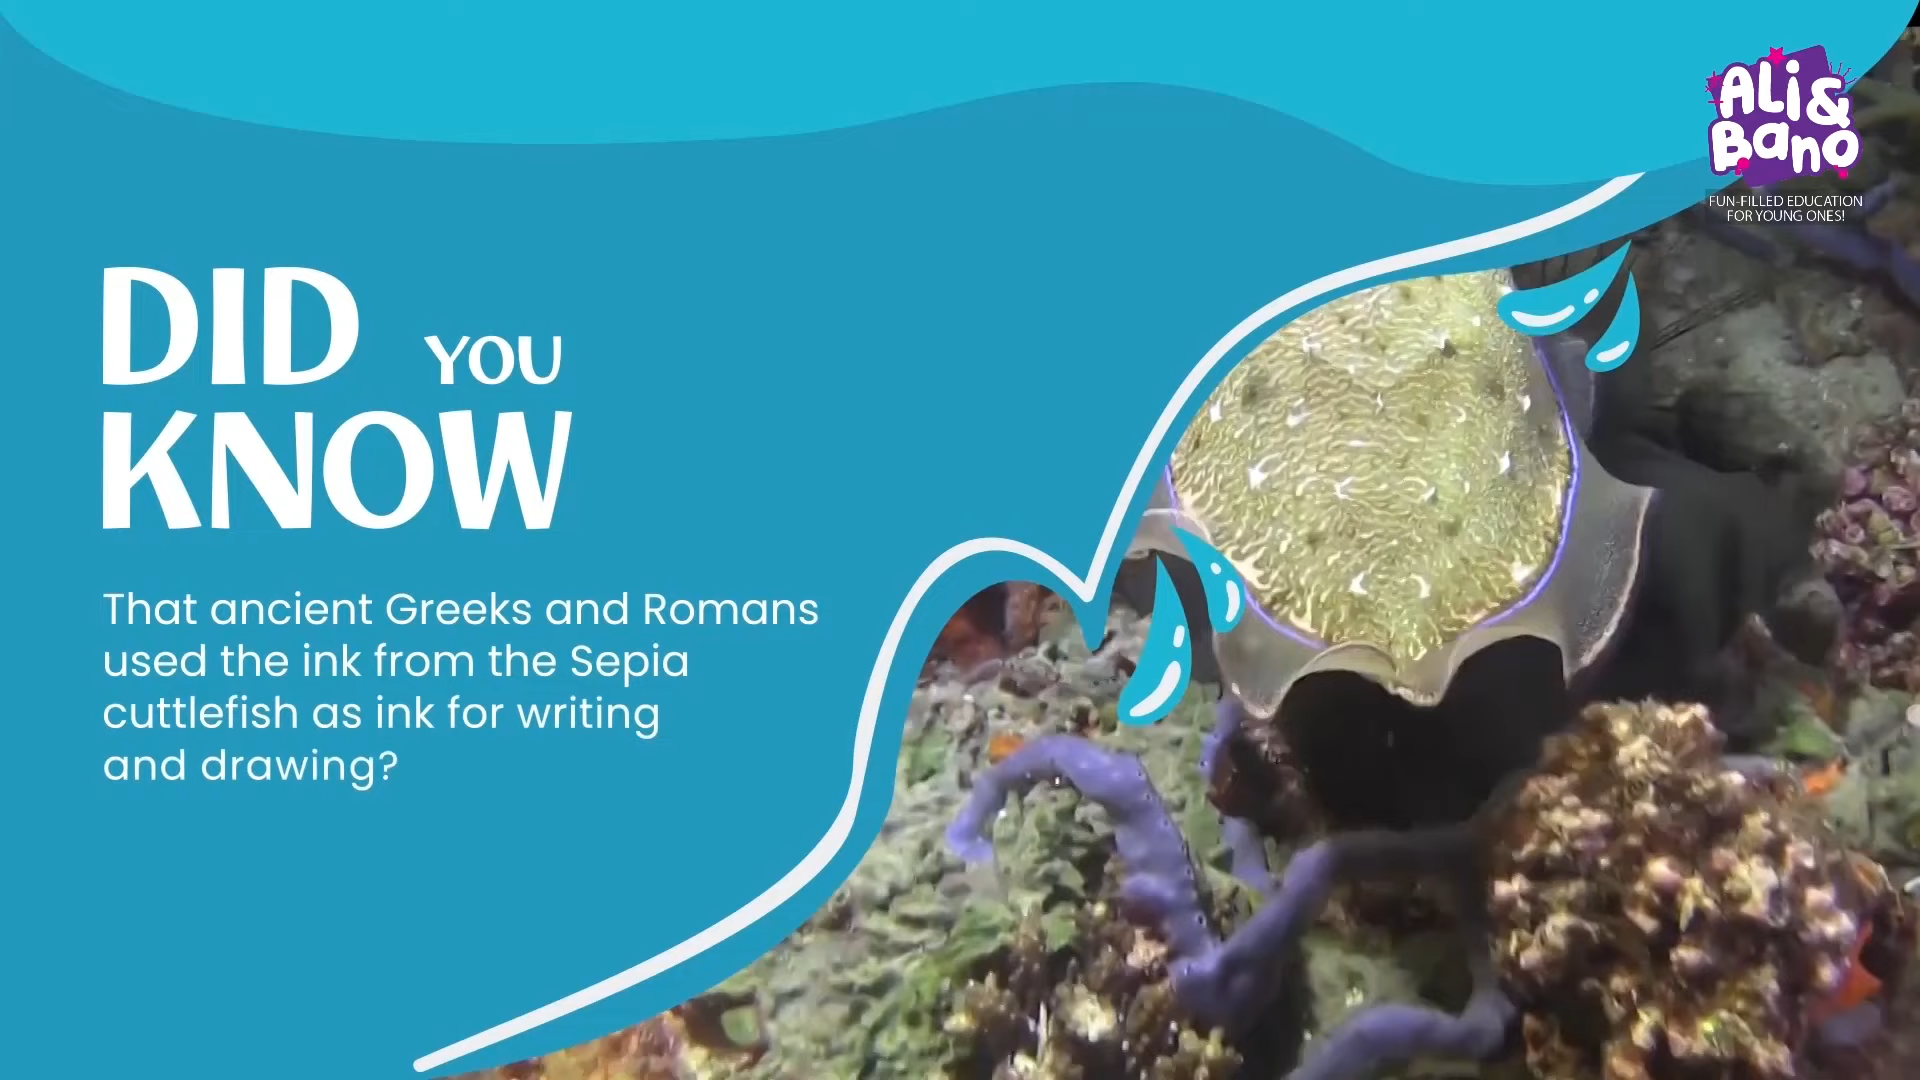 ALi&
Bano
FUN-FILLED EDUCATION
FOR YOUNG ONES!
DID YOU
KNOW
That ancient Greeks and Romans
used the ink from the Sepia
cuttlefish as ink for writing
and drawing?